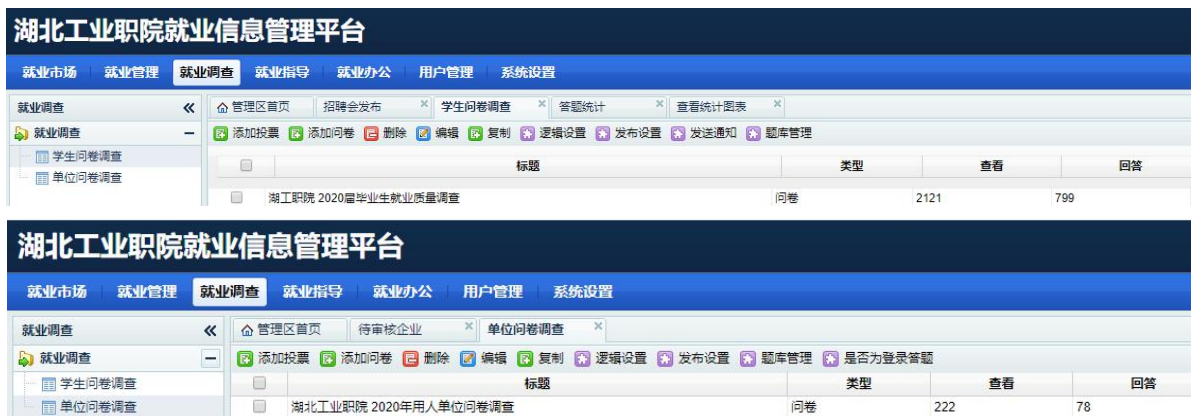 湖北工业职院就业信息管理平台
就业市场 就业管理 就业调查 就业指导 就业办公 用户管理 系统设置
就业调查 « 管理区首页 招聘会发布 × 学生问卷调查 × 答题统计 × 查看统计图表 ×
就业调查 添加投票 添加问卷 删除 编辑 复制 逻辑设置 发布设置 发送通知 题库管理
学生问卷调查
标题 类型 查看 回答
单位问卷调查
湖工职院 2020届毕业生就业质量调查 问卷 2121 799
湖北工业职院就业信息管理平台
就业市场 就业管理 就业调查 就业指导 就业办公 用户管理 系统设置
就业调查 « 管理区首页 待审核企业 × 单位问卷调查 ×
就业调查 添加投票 添加问卷 删除 编辑 复制 逻辑设置 发布设置 题库管理 是否为登录答题
学生问卷调查 标题 类型 查看 回答
单位问卷调查 湖北工业职院 2020年用人单位问卷调查 问卷 222 78